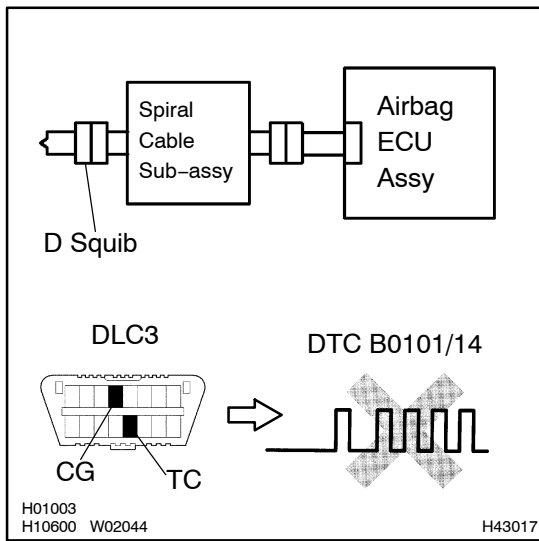 Spiral
Cable
Sub-assy
Airbag
ECU
Assy
D Squib
DLC3
DTC B0101/14
CG
TC
H01003
H10600 W02044
H43017